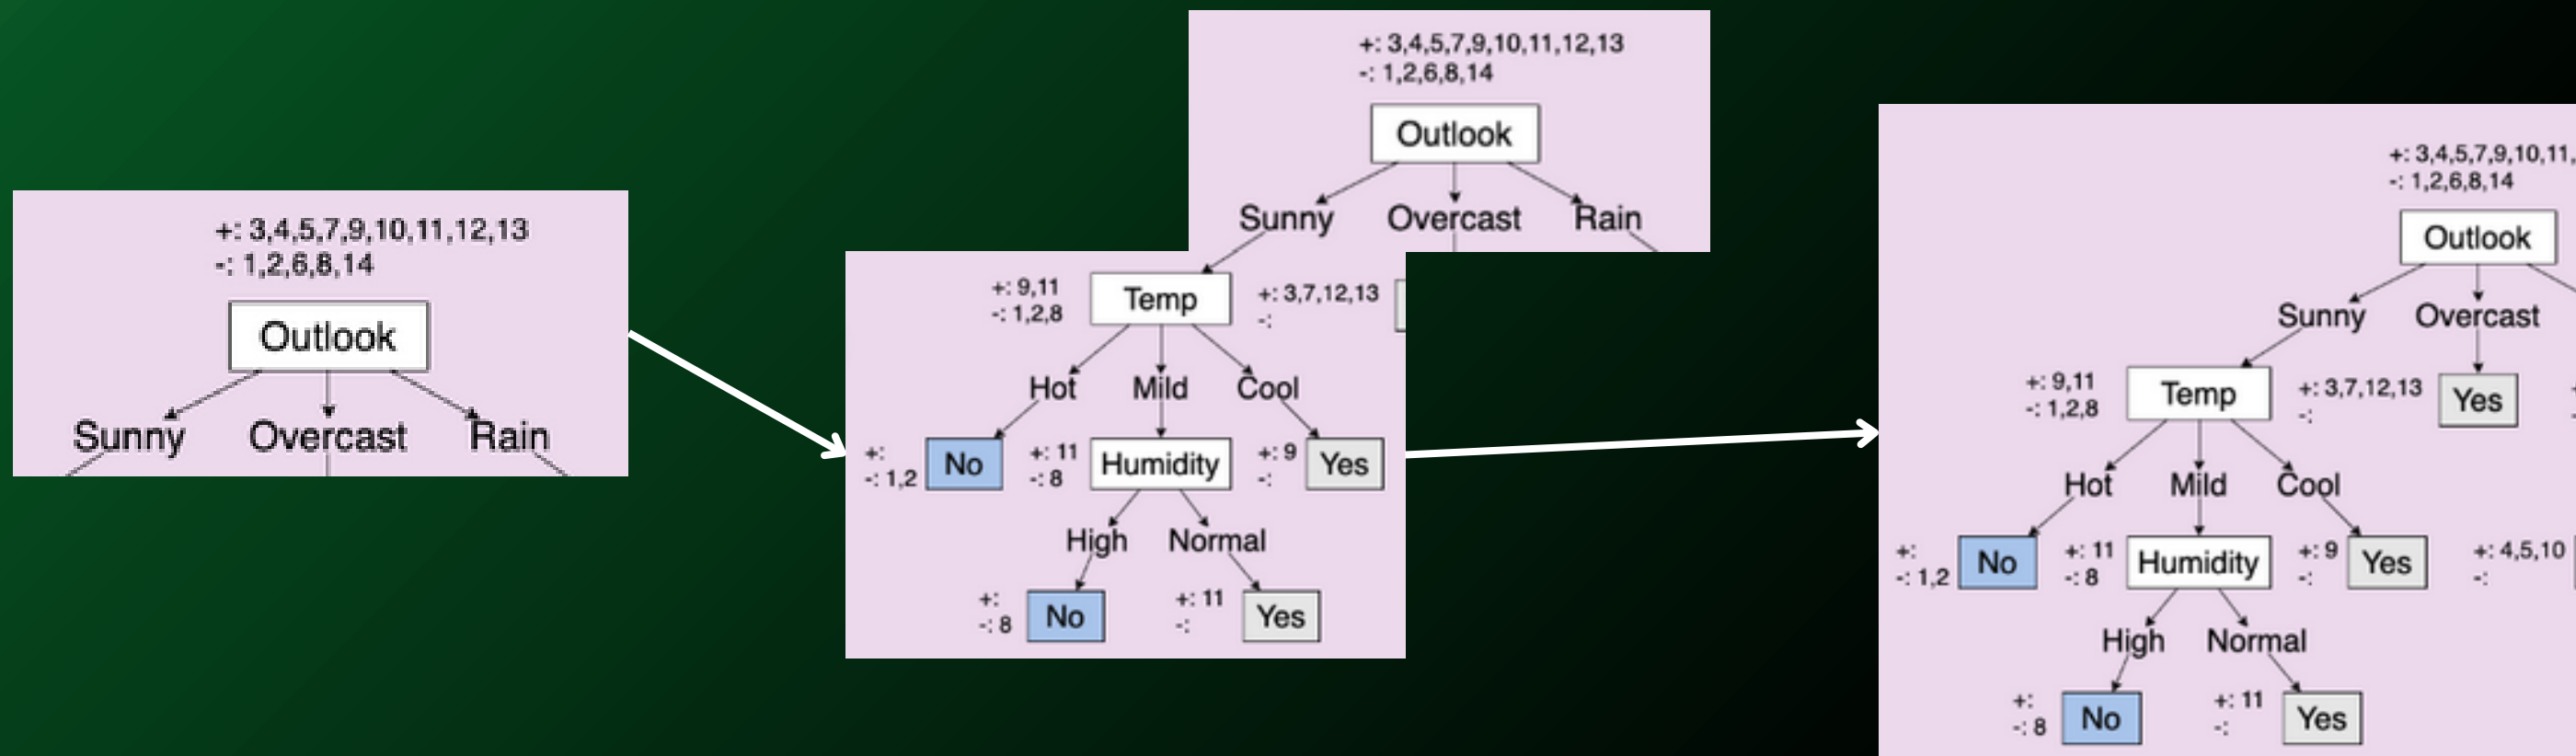 +: 3,4,5,7,9,10,11,12,13
-: 1,2,6,8,14
Outlook
Sunny Overcast Rain
+: 3,4,5,7,9,10,11,12,13
-: 1,2,6,8,14
Outlook
Sunny Overcast Rain
+: 9,11
-: 1,2,8
Temp
+: 3,7,12,13
-:
Hot Mild Cool
+:
-: 1,2
No
+: 11
-: 8
Humidity
+: 9
-:
Yes
High Normal
+:
-: 8
No
+: 11
-:
Yes
+: 3,4,5,7,9,10,11,
-: 1,2,6,8,14
Outlook
Sunny Overcast
+: 9,11
-: 1,2,8
Temp
+: 3,7,12,13
-:
Yes
Hot Mild Cool
+:
-: 1,2
No
+: 11
-: 8
Humidity
+: 9
-:
Yes
+: 4,5,10
-:
High Normal
+:
-: 8
No
+: 11
-:
Yes